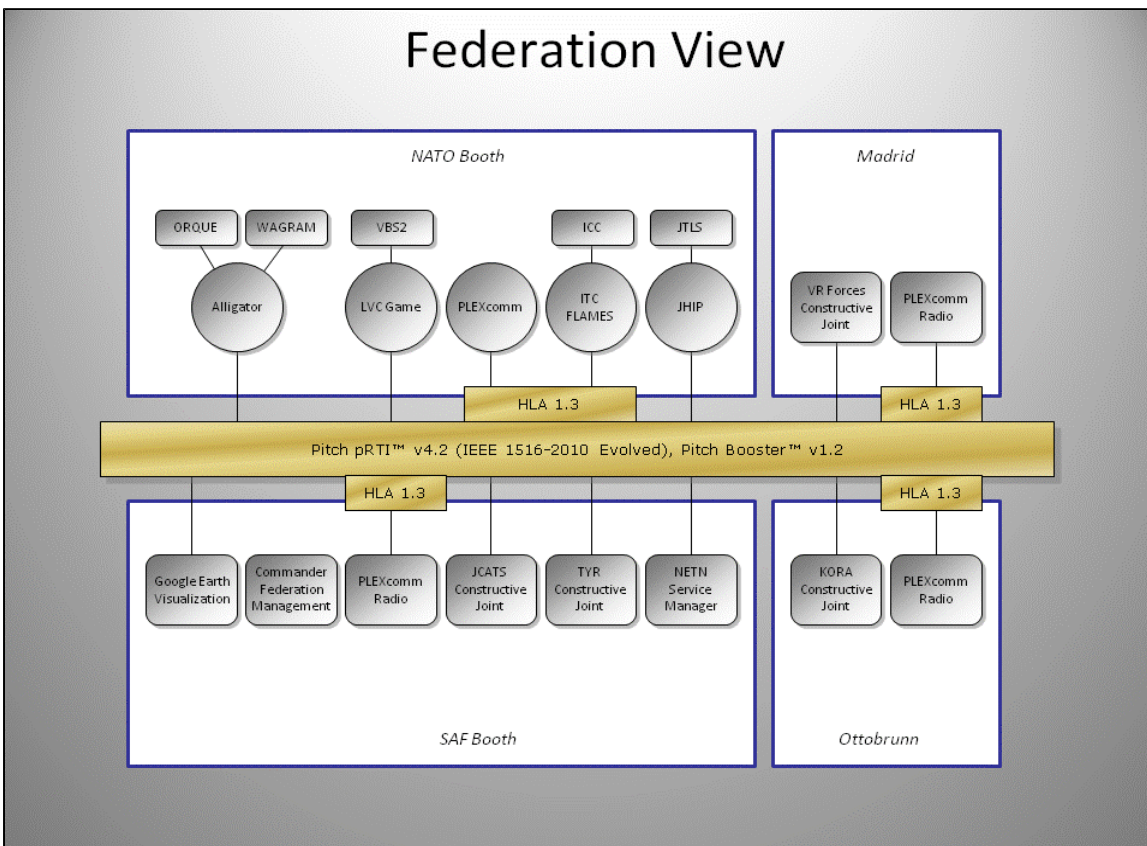 Federation View
NATO Booth
Madrid
ORQUE
WAGRAM
VBS2
ICC
JTLS
Alligator
LVC Game
PLEXcomm
ITC
FLAMES
JHIP
VR Forces
Constructive
Joint
PLEXcomm
Radio
HLA 1.3
HLA 1.3
Pitch pRTI™ v4.2 (IEEE 1516-2010 Evolved), Pitch Booster™ v1.2
HLA 1.3
HLA 1.3
Google Earth
Visualization
Commander
Federation
Management
PLEXcomm
Radio
JCATS
Constructive
Joint
TYR
Constructive
Joint
NETN
Service
Manager
KORA
Constructive
Joint
PLEXcomm
Radio
SAF Booth
Ottobrunn